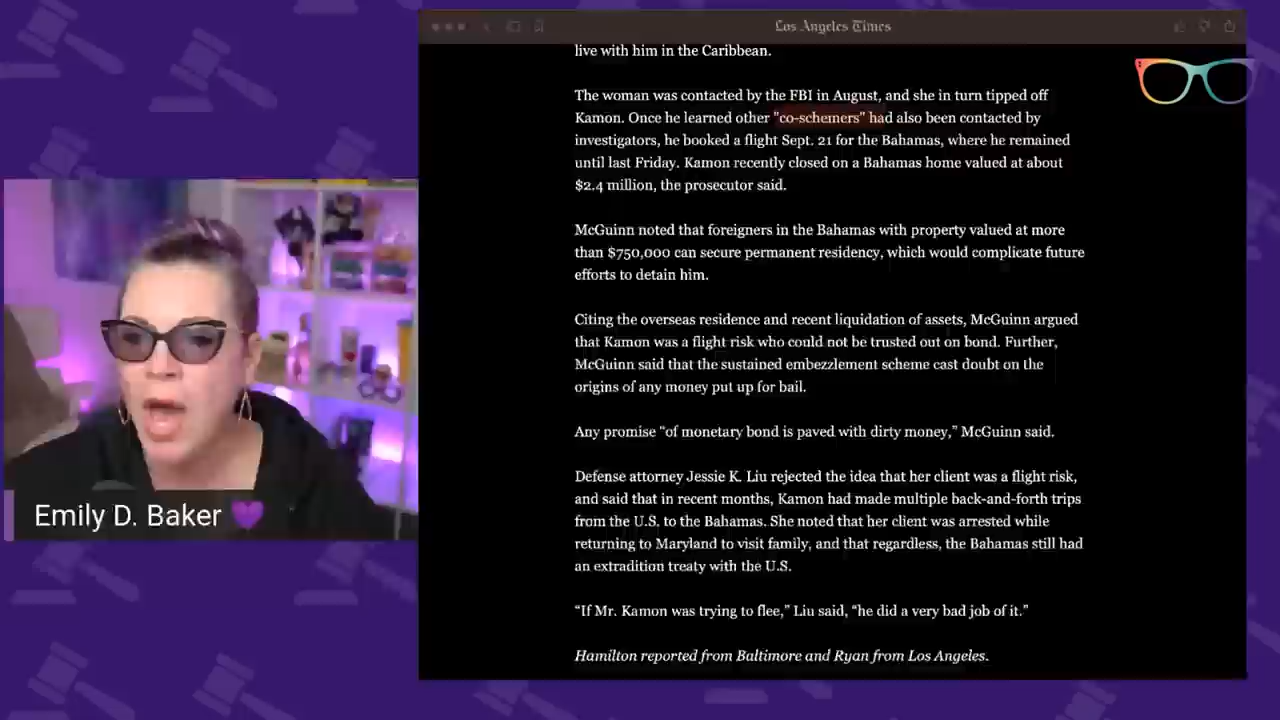 Los Angeles Times
live with him in the Caribbean.
The woman was contacted by the FBI in August, and she in turn tipped off
Kamon. Once he learned other "co-schemers" had also been contacted by
investigators, he booked a flight Sept. 21 for the Bahamas, where he remained
until last Friday. Kamon recently closed on a Bahamas home valued at about
$2.4 million, the prosecutor said.
McGuinn noted that foreigners in the Bahamas with property valued at more
than $750,000 can secure permanent residency, which would complicate future
efforts to detain him.
Citing the overseas residence and recent liquidation of assets, McGuinn argued
that Kamon was a flight risk who could not be trusted out on bond. Further,
McGuinn said that the sustained embezzlement scheme cast doubt on the
origins of any money put up for bail.
Any promise “of monetary bond is paved with dirty money,” McGuinn said.
Defense attorney Jessie K. Liu rejected the idea that her client was a flight risk,
and said that in recent months, Kamon had made multiple back-and-forth trips
from the U.S. to the Bahamas. She noted that her client was arrested while
returning to Maryland to visit family, and that regardless, the Bahamas still had
an extradition treaty with the U.S.
“If Mr. Kamon was trying to flee,” Liu said, “he did a very bad job of it.”
Hamilton reported from Baltimore and Ryan from Los Angeles.
Emily D. Baker 💜